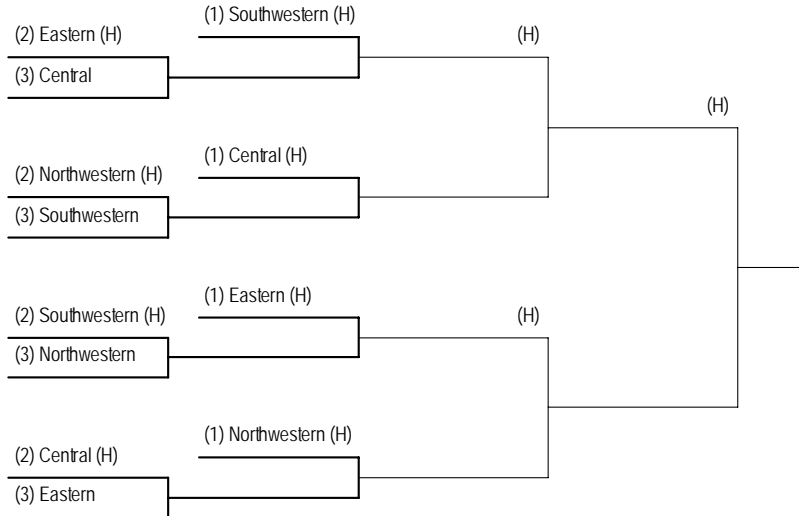 (1) Southwestern (H)
(2) Eastern (H)
(H)
(3) Central
(H)
(1) Central (H)
(2) Northwestern (H)
(3) Southwestern
(1) Eastern (H)
(2) Southwestern (H)
(H)
(3) Northwestern
(1) Northwestern (H)
(2) Central (H)
(3) Eastern